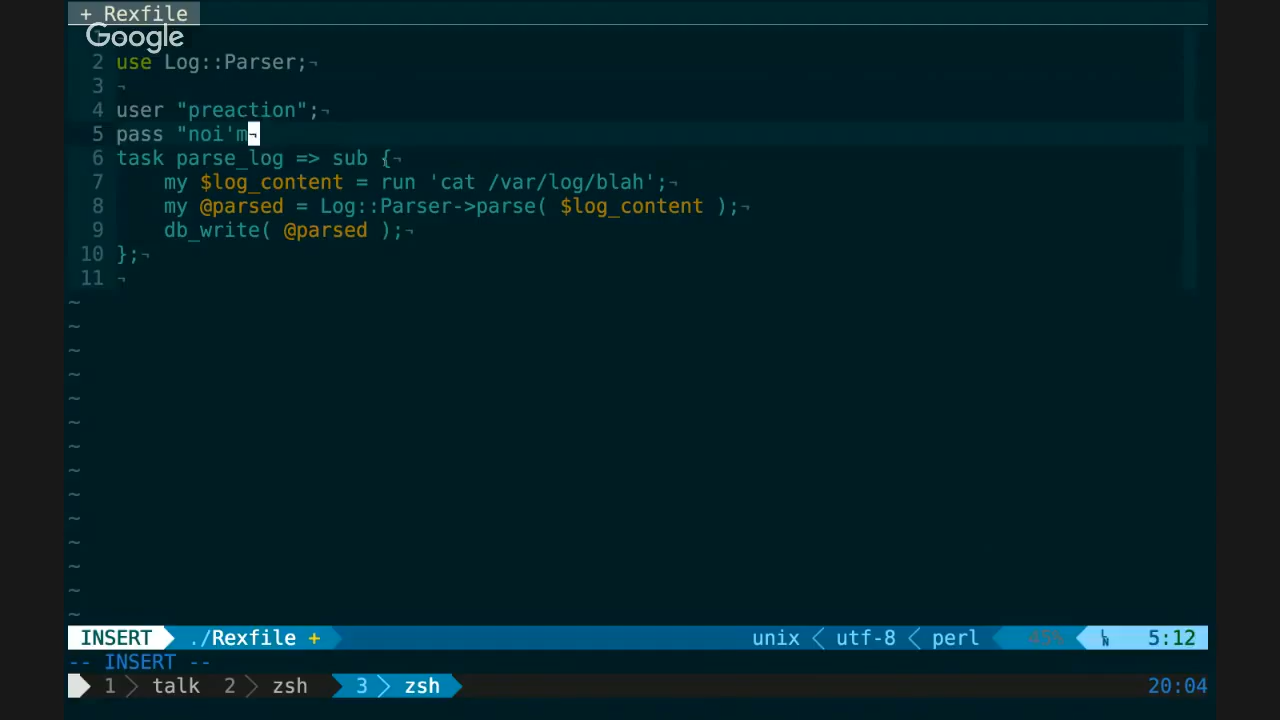 + Rexfile
Google
2 use Log::Parser;¬
3 ¬
4 user "preaction";¬
5 pass "noi'm¬
6 task parse_log => sub {¬
7 my $log_content = run 'cat /var/log/blah';¬
8 my @parsed = Log::Parser->parse( $log_content );¬
9 db_write( @parsed );¬
10 };¬
11 ¬
~
~
~
~
~
~
~
~
~
~
~
~
~
~
INSERT ./Rexfile + unix < utf-8 < perl 45% LN 5:12
-- INSERT --
1 > talk 2 > zsh 3 > zsh 20:04